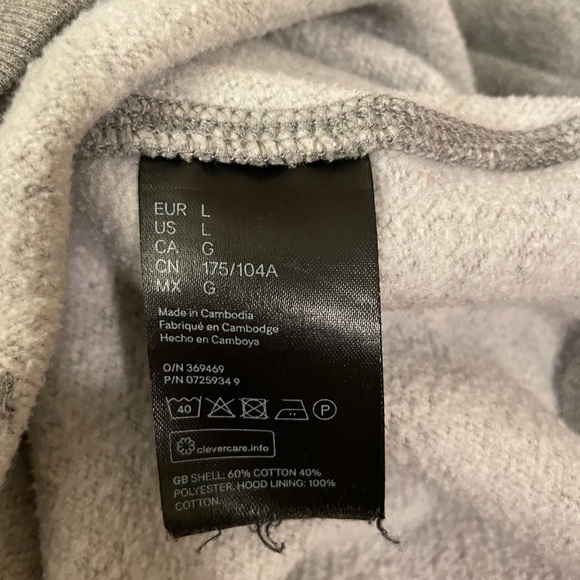 EUR L
US L
CA G
CN 175/104A
MX G
Made in Cambodia
Fabriqué en Cambodge
Hecho en Camboya
O/N 369469
P/N 0725934 9
40 P
clevercare.info
GB SHELL: 60% COTTON 40%
POLYESTER. HOOD LINING: 100%
COTTON.